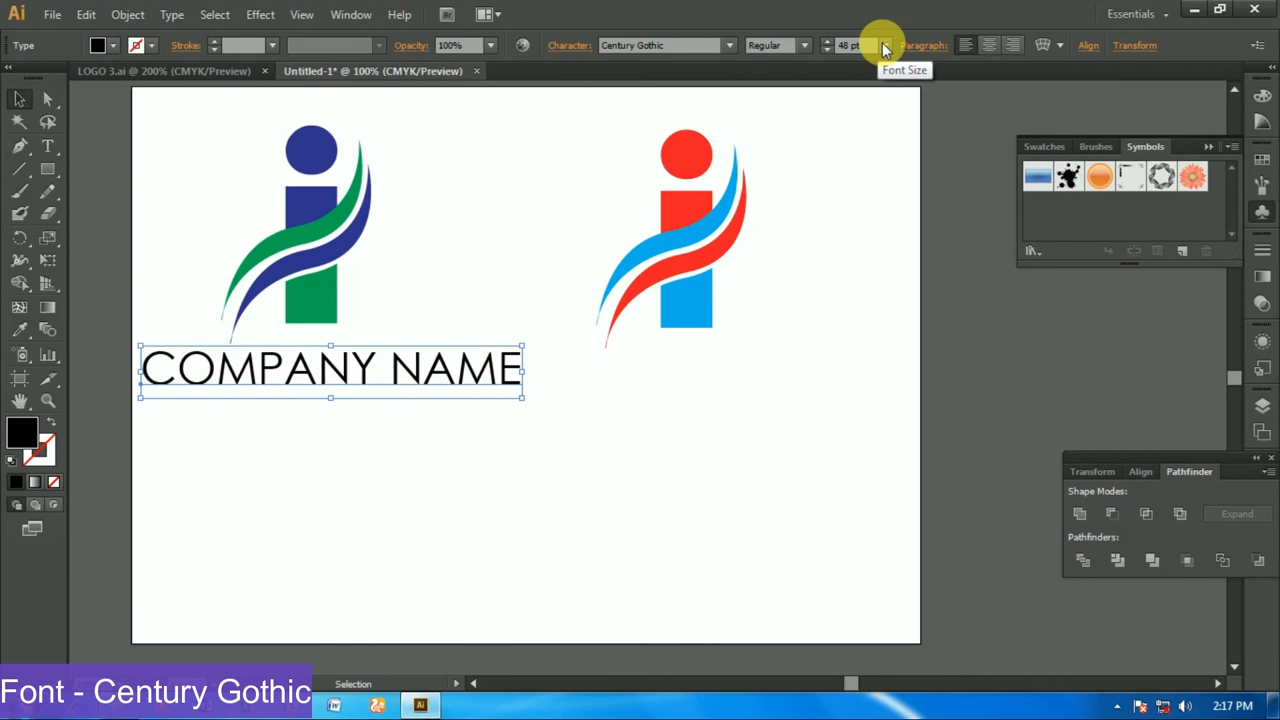 Ai File Edit Object Type Select Effect View Window Help Br Essentials
Type Stroke: Opacity: 100% Character: Century Gothic Regular 48 pt Paragraph: Align Transform
Font Size
LOGO 3.ai @ 200% (CMYK/Preview) × Untitled-1* @ 100% (CMYK/Preview) ×
Swatches Brushes Symbols
COMPANY NAME
Transform Align Pathfinder
Shape Modes:
Expand
Pathfinders:
Selection
Font - Century Gothic
2:17 PM